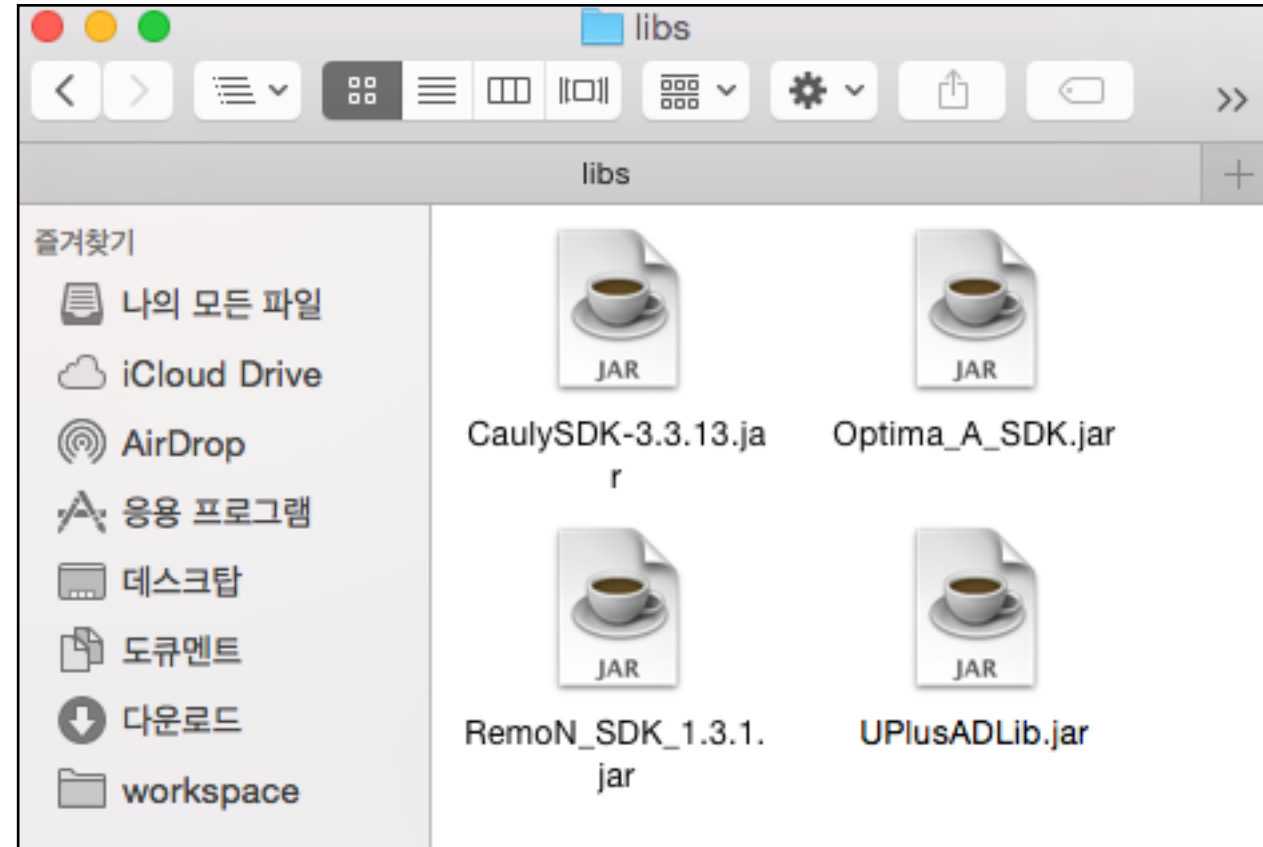 libs
libs
즐겨찾기
나의 모든 파일
iCloud Drive
AirDrop
응용 프로그램
데스크탑
도큐멘트
다운로드
workspace
JAR
JAR
CaulySDK-3.3.13.ja
r
Optima_A_SDK.jar
JAR
JAR
RemoN_SDK_1.3.1.
jar
UPlusADLib.jar